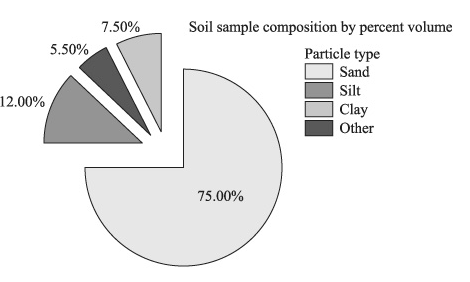 Soil sample composition by percent volume
7.50%
5.50%
12.00%
75.00%
Particle type
Sand
Silt
Clay
Other